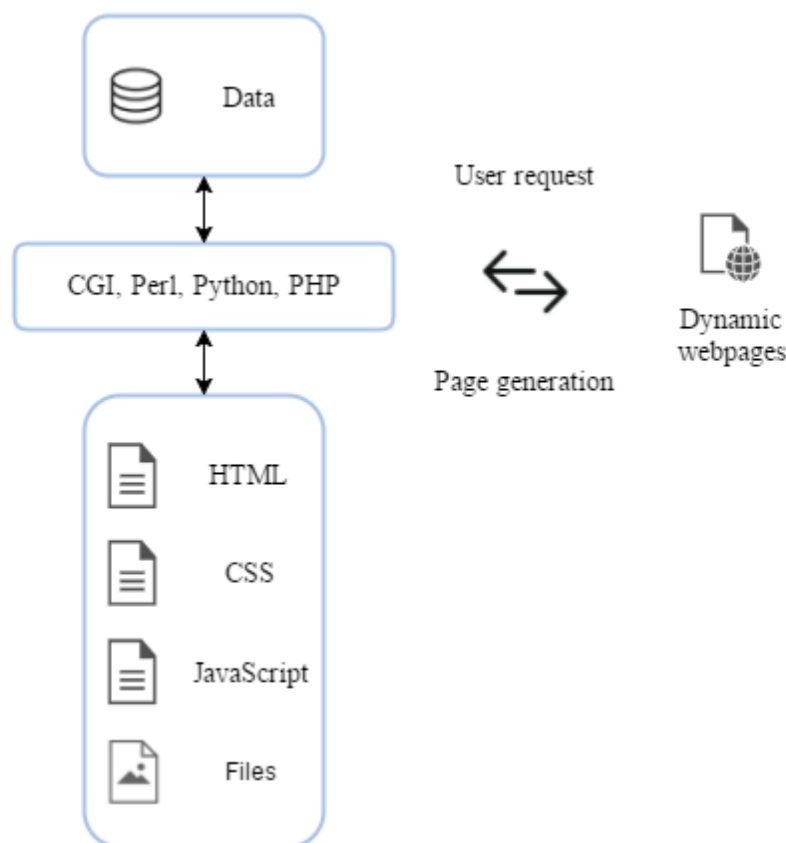 Data
User request
CGI, Perl, Python, PHP
Dynamic
webpages
Page generation
HTML
CSS
JavaScript
Files